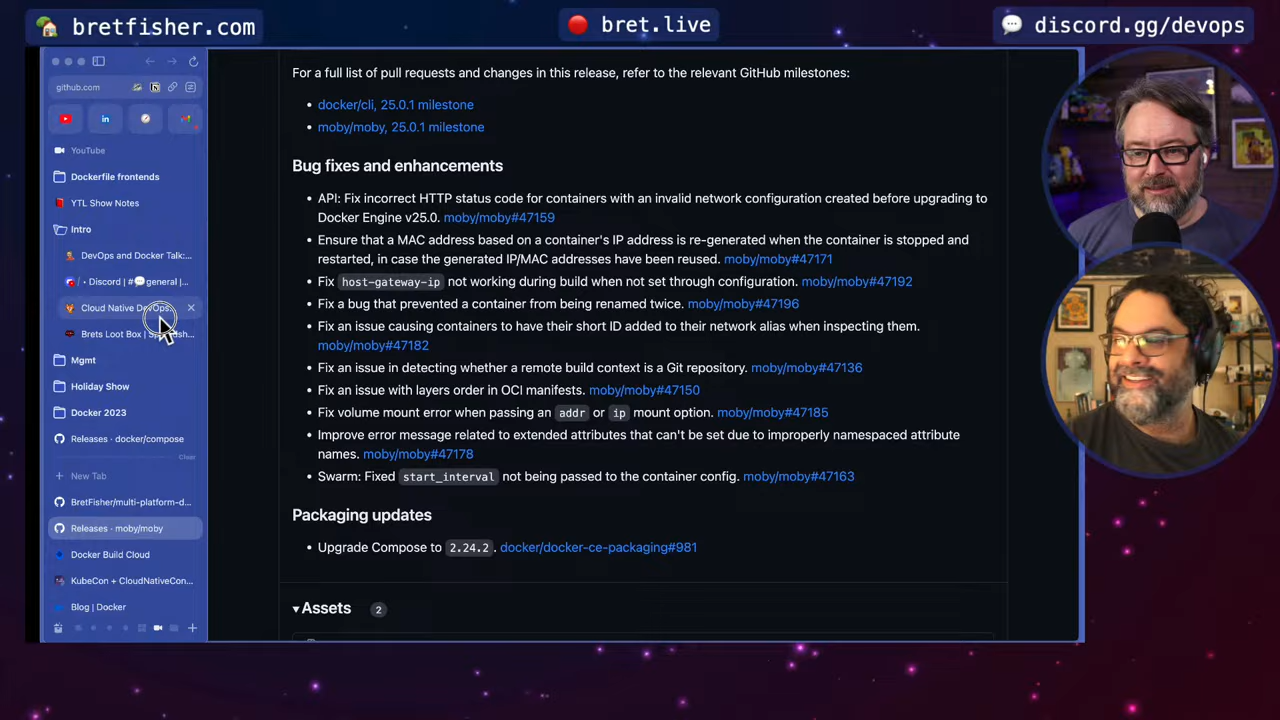 bretfisher.com
bret.live
discord.gg/devops
github.com
YouTube
Dockerfile frontends
YTL Show Notes
Intro
DevOps and Docker Talk:...
Discord | #💬general |...
Cloud Native DevOps
Brets Loot Box |
Mgmt
Holiday Show
Docker 2023
Releases · docker/compose
Clear
New Tab
BretFisher/multi-platform-d...
Releases · moby/moby
Docker Build Cloud
KubeCon + CloudNativeCon...
Blog | Docker
For a full list of pull requests and changes in this release, refer to the relevant GitHub milestones:
• docker/cli, 25.0.1 milestone
• moby/moby, 25.0.1 milestone
Bug fixes and enhancements
• API: Fix incorrect HTTP status code for containers with an invalid network configuration created before upgrading to
Docker Engine v25.0. moby/moby#47159
• Ensure that a MAC address based on a container's IP address is re-generated when the container is stopped and
restarted, in case the generated IP/MAC addresses have been reused. moby/moby#47171
• Fix host-gateway-ip not working during build when not set through configuration. moby/moby#47192
• Fix a bug that prevented a container from being renamed twice. moby/moby#47196
• Fix an issue causing containers to have their short ID added to their network alias when inspecting them.
moby/moby#47182
• Fix an issue in detecting whether a remote build context is a Git repository. moby/moby#47136
• Fix an issue with layers order in OCI manifests. moby/moby#47150
• Fix volume mount error when passing an addr or ip mount option. moby/moby#47185
• Improve error message related to extended attributes that can't be set due to improperly namespaced attribute
names. moby/moby#47178
• Swarm: Fixed start_interval not being passed to the container config. moby/moby#47163
Packaging updates
• Upgrade Compose to 2.24.2. docker/docker-ce-packaging#981
Assets 2